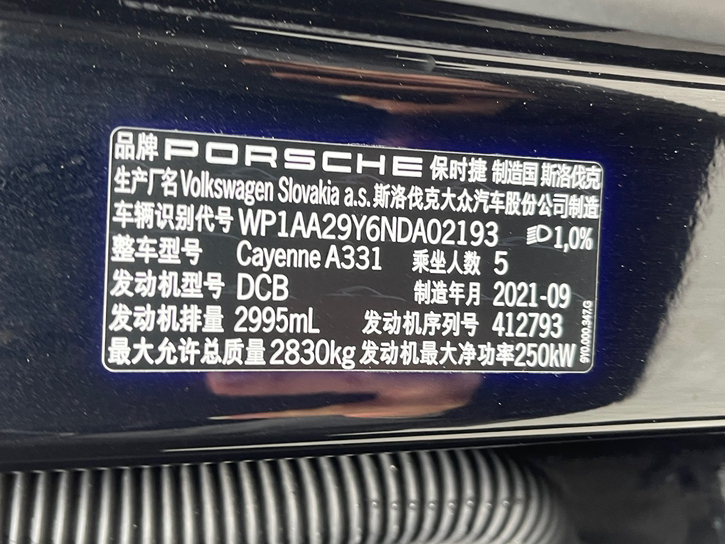 品牌 PORSCHE 保时捷 制造国 斯洛伐克
生产厂名 Volkswagen Slovakia a.s. 斯洛伐克大众汽车股份公司制造
车辆识别代号 WP1AA29Y6NDA02193 1,0%
整车型号 Cayenne A331 乘坐人数 5
发动机型号 DCB 制造年月 2021-09
发动机排量 2995mL 发动机序列号 412793
最大允许总质量 2830kg 发动机最大净功率 250kW
9Y0.000.347.G